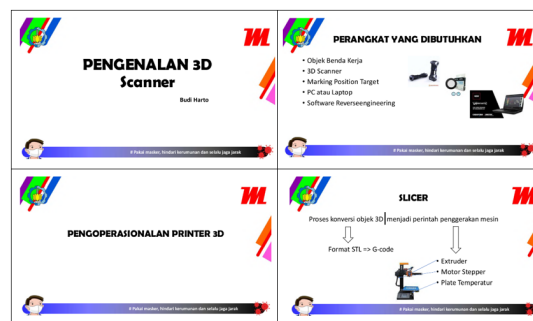 PENGENALAN 3D
Scanner
Budi Harto
# Pakai masker, hindari kerumunan dan selalu jaga jarak
PERANGKAT YANG DIBUTUHKAN
• Objek Benda Kerja
• 3D Scanner
• Marking Position Target
• PC atau Laptop
• Software Reverseengineering
# Pakai masker, hindari kerumunan dan selalu jaga jarak
PENGOPERASIONALAN PRINTER 3D
# Pakai masker, hindari kerumunan dan selalu jaga jarak
SLICER
Proses konversi objek 3D menjadi perintah penggerakan mesin
Format STL => G-code
• Extruder
• Motor Stepper
• Plate Temperatur
# Pakai masker, hindari kerumunan dan selalu jaga jarak